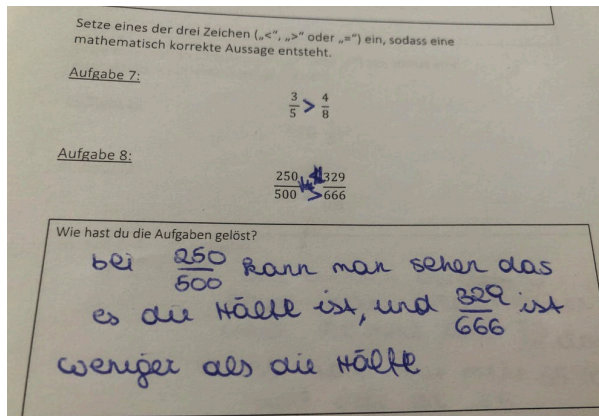 Setze eines der drei Zeichen („<“, „>“ oder „=“) ein, sodass eine
mathematisch korrekte Aussage entsteht.
Aufgabe 7:
3/5 > 4/8
Aufgabe 8:
250/500 > 329/666
Wie hast du die Aufgaben gelöst?
bei 250/500 kann man sehen das
es die Hälfte ist, und 329/666 ist
weniger als die Hälfte